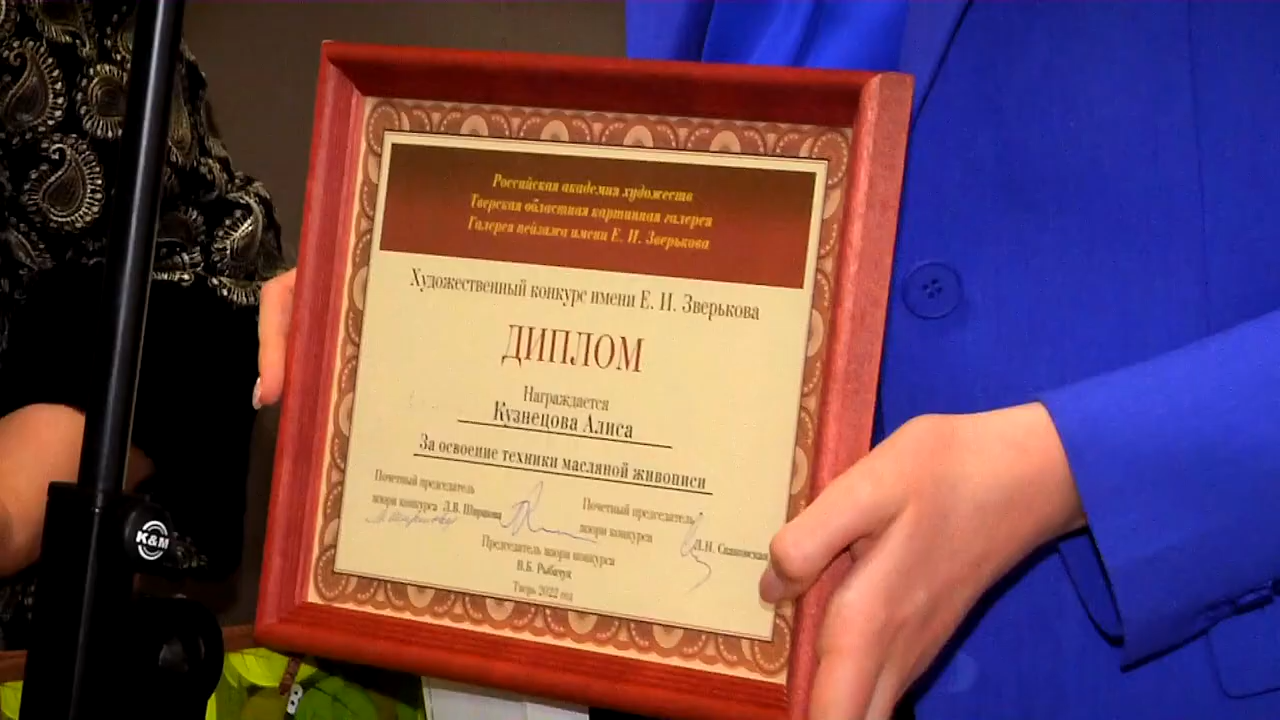 Российская академия художеств
Тверская областная картинная галерея
Галерея пейзажа имени Е. И. Зверькова
Художественный конкурс имени Е. И. Зверькова
ДИПЛОМ
Награждается
Кузнецова Алиса
За освоение техники масляной живописи
Почетный председатель
жюри конкурса Л.В. Ширшова
Почетный председатель
жюри конкурса
Председатель жюри конкурса
В.Б. Рыбачук
Тверь 2022 год
K&M